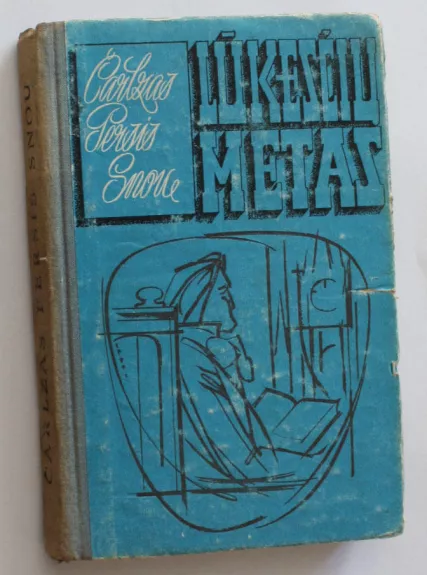 Čarlzas
Persis
Snou
LŪKESČIŲ
METAS
ČARLZAS PERSIS SNOU